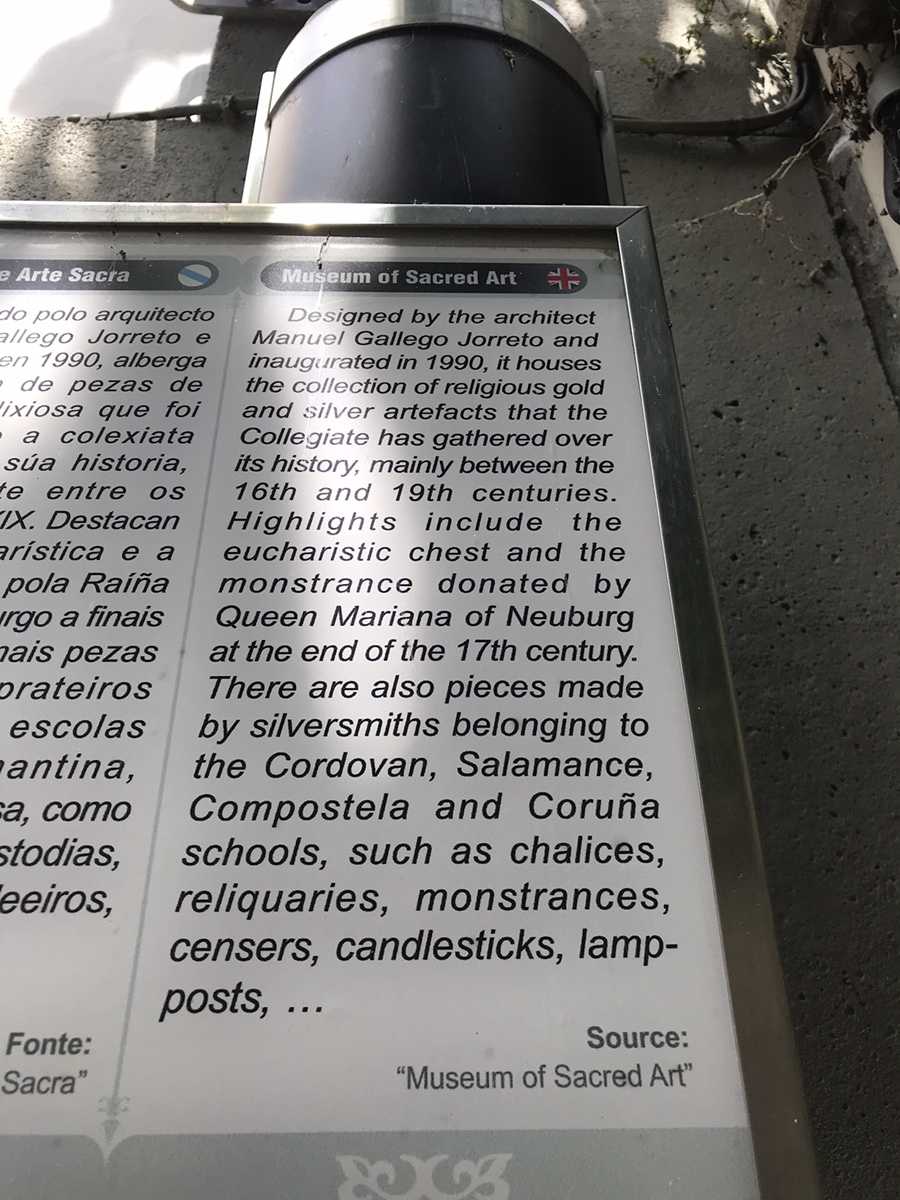 e Arte Sacra
do polo arquitecto
allego Jorreto e
en 1990, alberga
de pezas de
lixiosa que foi
a colexiata
súa historia,
te entre os
XIX. Destacan
arística e a
pola Raíña
urgo a finais
mais pezas
prateiros
escolas
mantina,
sa, como
stodias,
leeiros,
Fonte:
Sacra”
Museum of Sacred Art
Designed by the architect
Manuel Gallego Jorreto and
inaugurated in 1990, it houses
the collection of religious gold
and silver artefacts that the
Collegiate has gathered over
its history, mainly between the
16th and 19th centuries.
Highlights include the
eucharistic chest and the
monstrance donated by
Queen Mariana of Neuburg
at the end of the 17th century.
There are also pieces made
by silversmiths belonging to
the Cordovan, Salamance,
Compostela and Coruña
schools, such as chalices,
reliquaries, monstrances,
censers, candlesticks, lamp-
posts, ...
Source:
“Museum of Sacred Art”